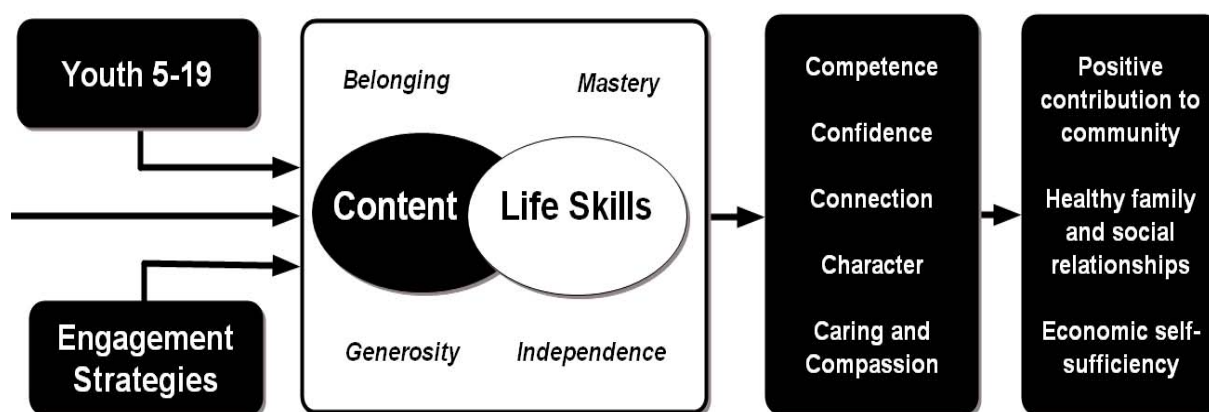 Youth 5-19
Engagement
Strategies
Belonging
Mastery
Content
Life Skills
Generosity
Independence
Competence
Confidence
Connection
Character
Caring and
Compassion
Positive
contribution to
community
Healthy family
and social
relationships
Economic self-
sufficiency